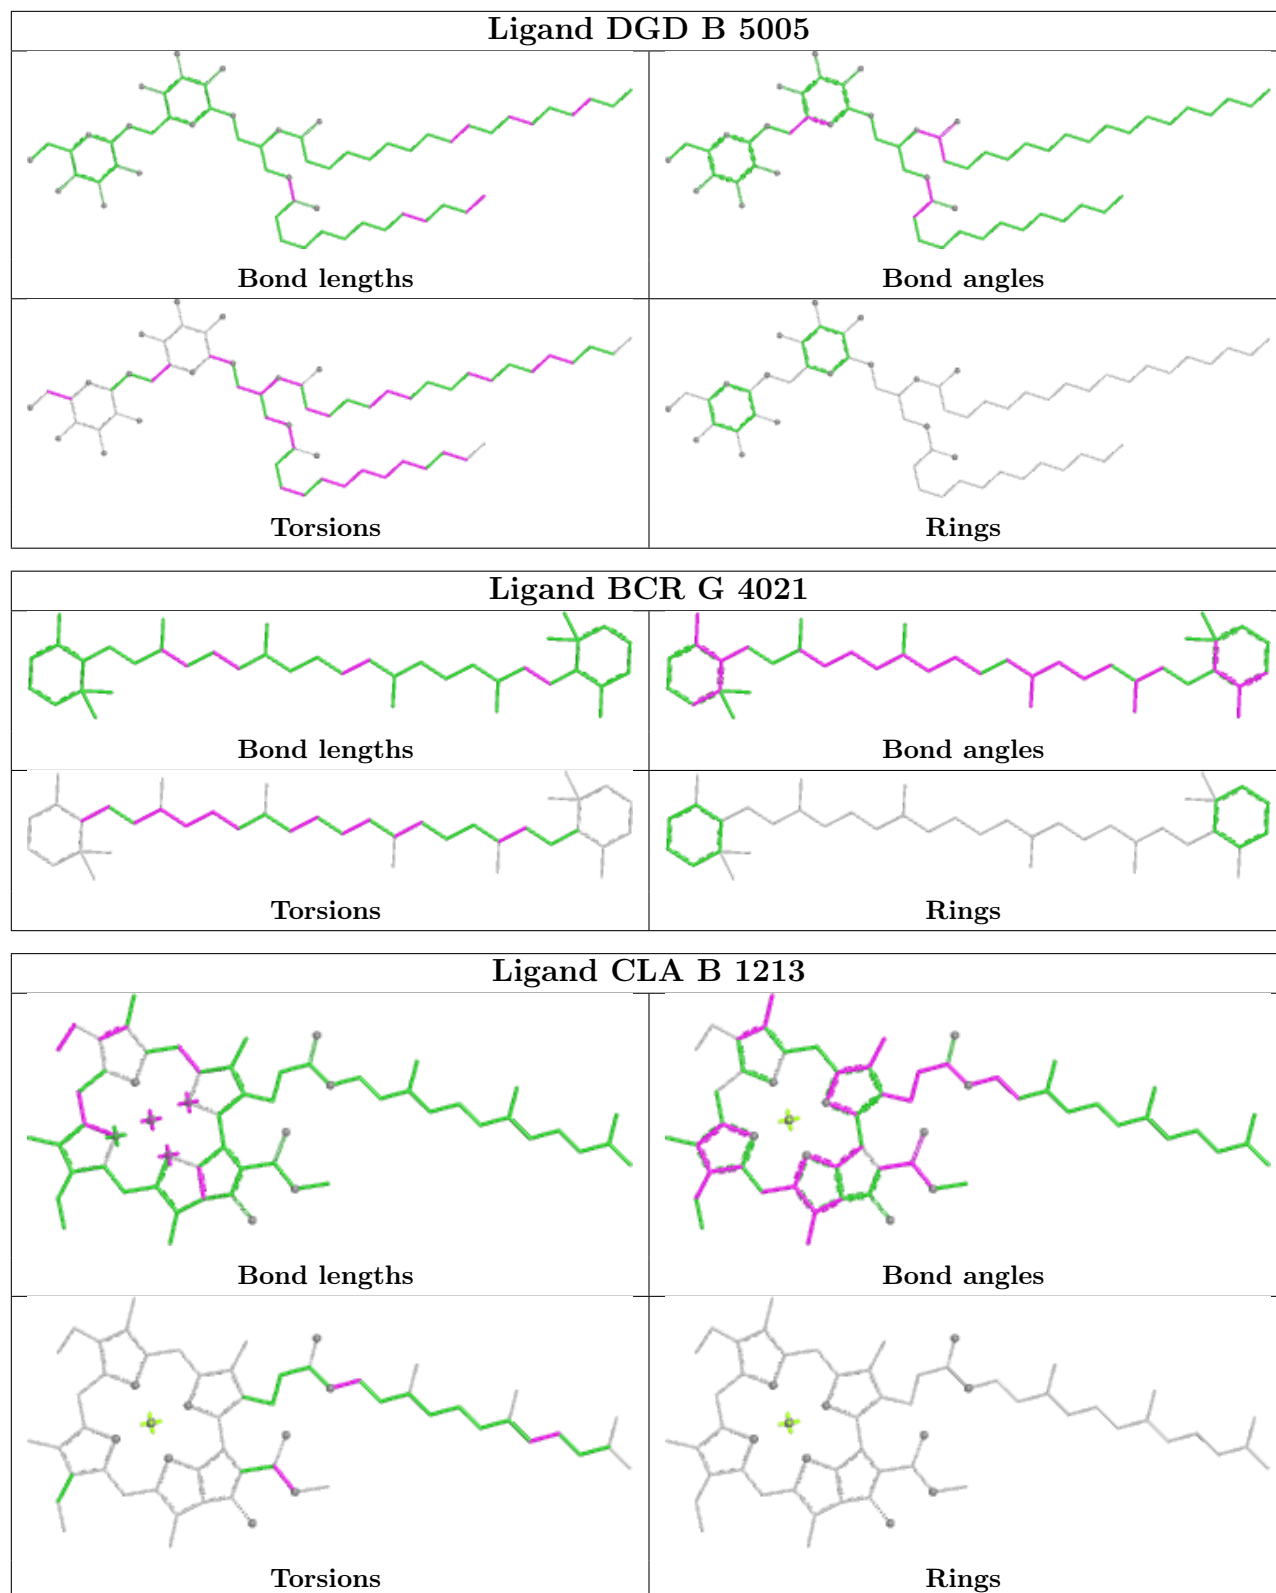 Ligand DGD B 5005
Bond lengths
Bond angles
Torsions
Rings
Ligand BCR G 4021
Bond lengths
Bond angles
Torsions
Rings
Ligand CLA B 1213
Bond lengths
Bond angles
Torsions
Rings